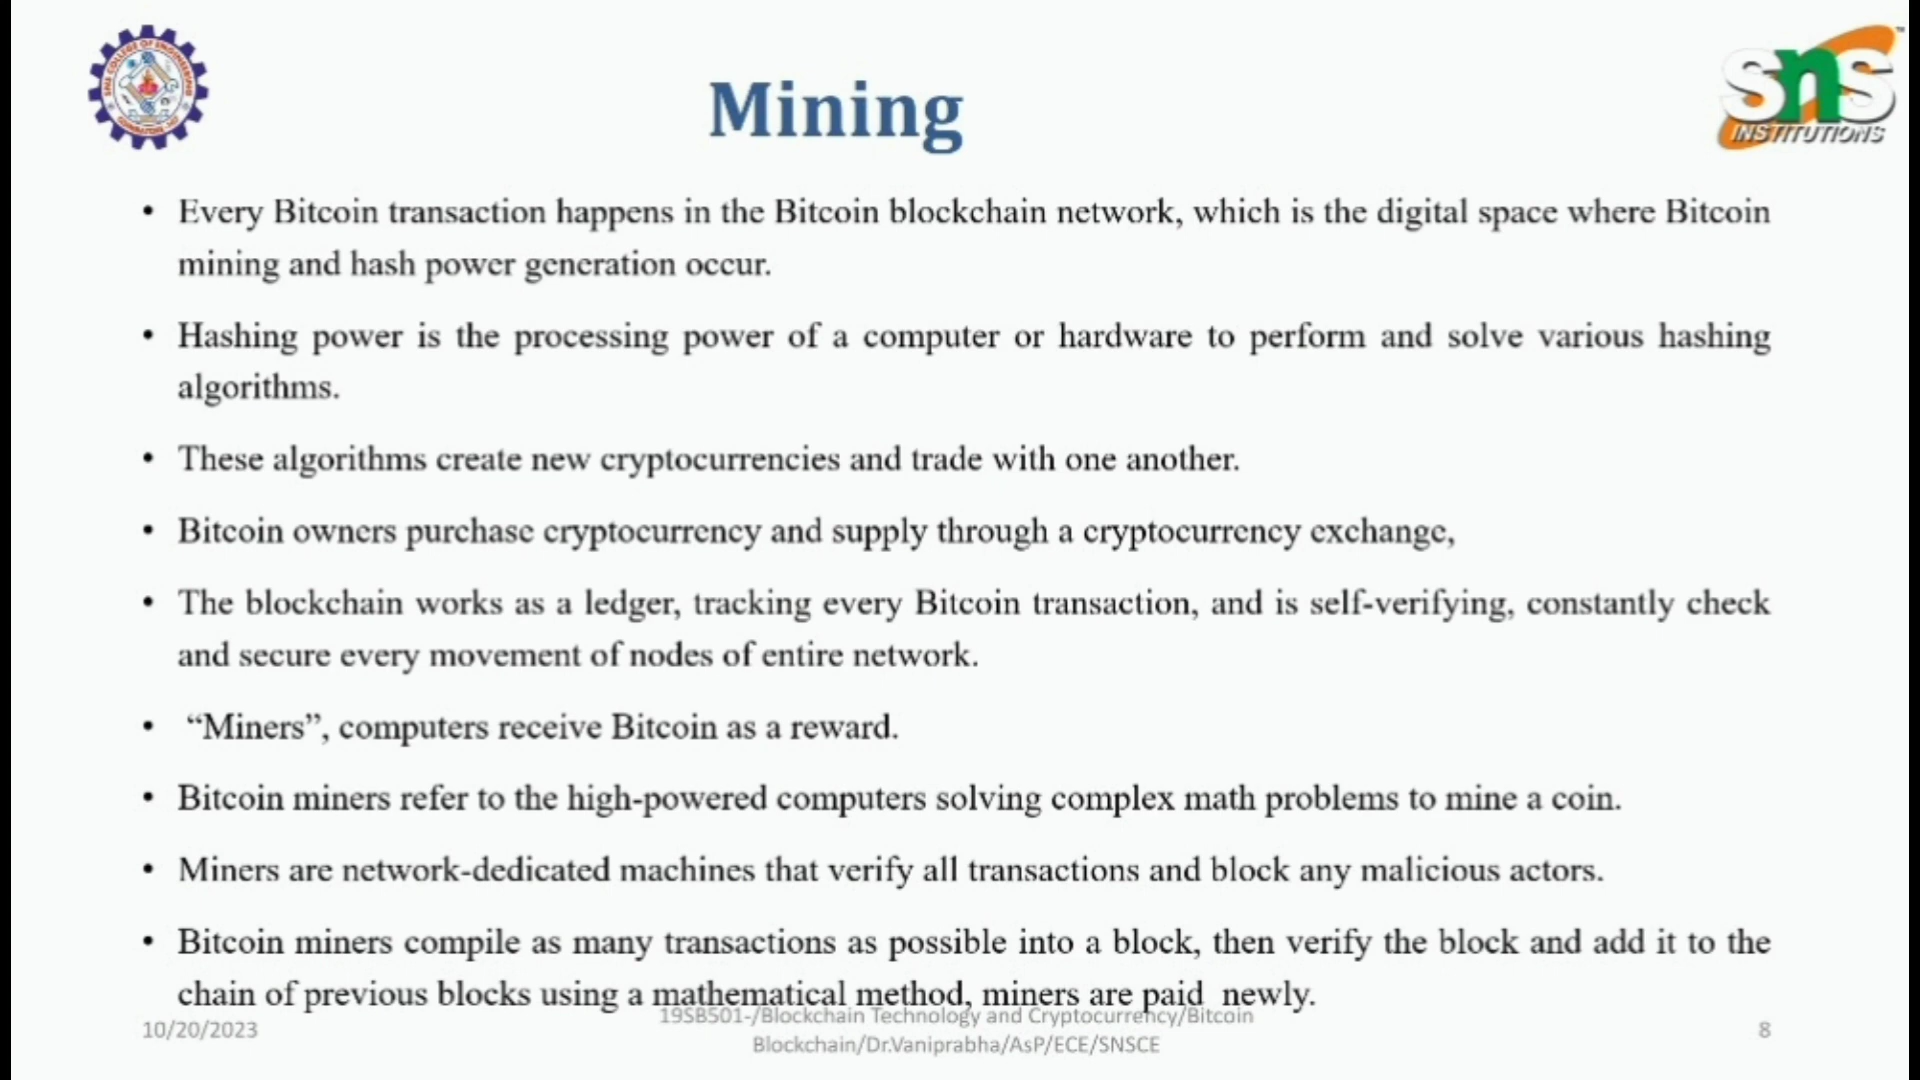 SNS COLLEGE OF ENGINEERING
COIMBATORE
sns
INSTITUTIONS
Mining
• Every Bitcoin transaction happens in the Bitcoin blockchain network, which is the digital space where Bitcoin
mining and hash power generation occur.
• Hashing power is the processing power of a computer or hardware to perform and solve various hashing
algorithms.
• These algorithms create new cryptocurrencies and trade with one another.
• Bitcoin owners purchase cryptocurrency and supply through a cryptocurrency exchange,
• The blockchain works as a ledger, tracking every Bitcoin transaction, and is self-verifying, constantly check
and secure every movement of nodes of entire network.
• “Miners”, computers receive Bitcoin as a reward.
• Bitcoin miners refer to the high-powered computers solving complex math problems to mine a coin.
• Miners are network-dedicated machines that verify all transactions and block any malicious actors.
• Bitcoin miners compile as many transactions as possible into a block, then verify the block and add it to the
chain of previous blocks using a mathematical method, miners are paid newly.
10/20/2023
19SB501-/Blockchain Technology and Cryptocurrency/Bitcoin
Blockchain/Dr.Vaniprabha/AsP/ECE/SNSCE
8